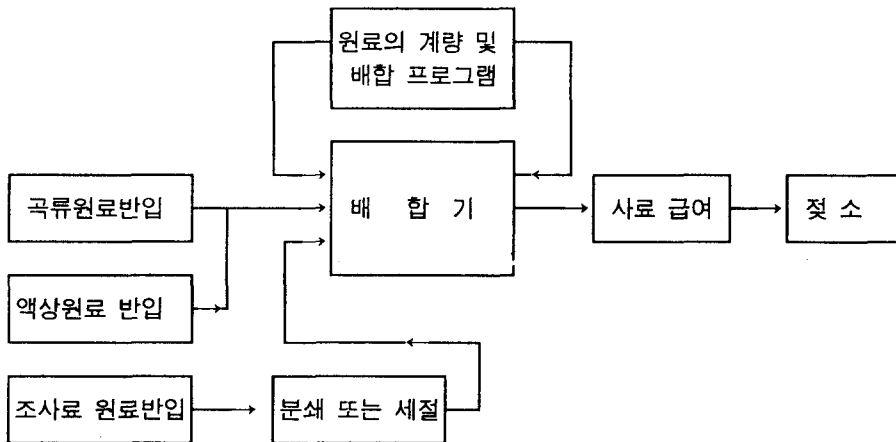 원료의 계량 및
배합 프로그램
곡류원료반입
배 합 기
사료 급여
젖 소
액상원료 반입
조사료 원료반입
분쇄 또는 세절